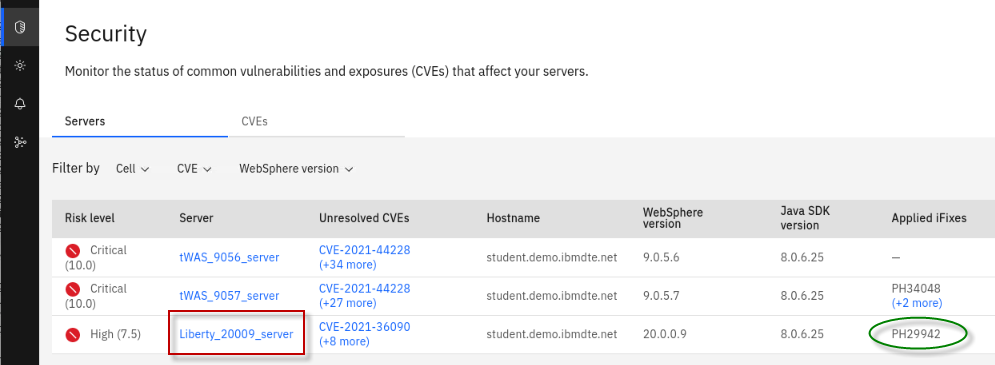 Security
Monitor the status of common vulnerabilities and exposures (CVEs) that affect your servers.
Servers CVEs
Filter by Cell CVE WebSphere version
Risk level Server Unresolved CVEs Hostname WebSphere version Java SDK version Applied iFixes
Critical (10.0) tWAS_9056_server CVE-2021-44228 (+34 more) student.demo.ibmdte.net 9.0.5.6 8.0.6.25 —
Critical (10.0) tWAS_9057_server CVE-2021-44228 (+27 more) student.demo.ibmdte.net 9.0.5.7 8.0.6.25 PH34048 (+2 more)
High (7.5) Liberty_20009_server CVE-2021-36090 (+8 more) student.demo.ibmdte.net 20.0.0.9 8.0.6.25 PH29942